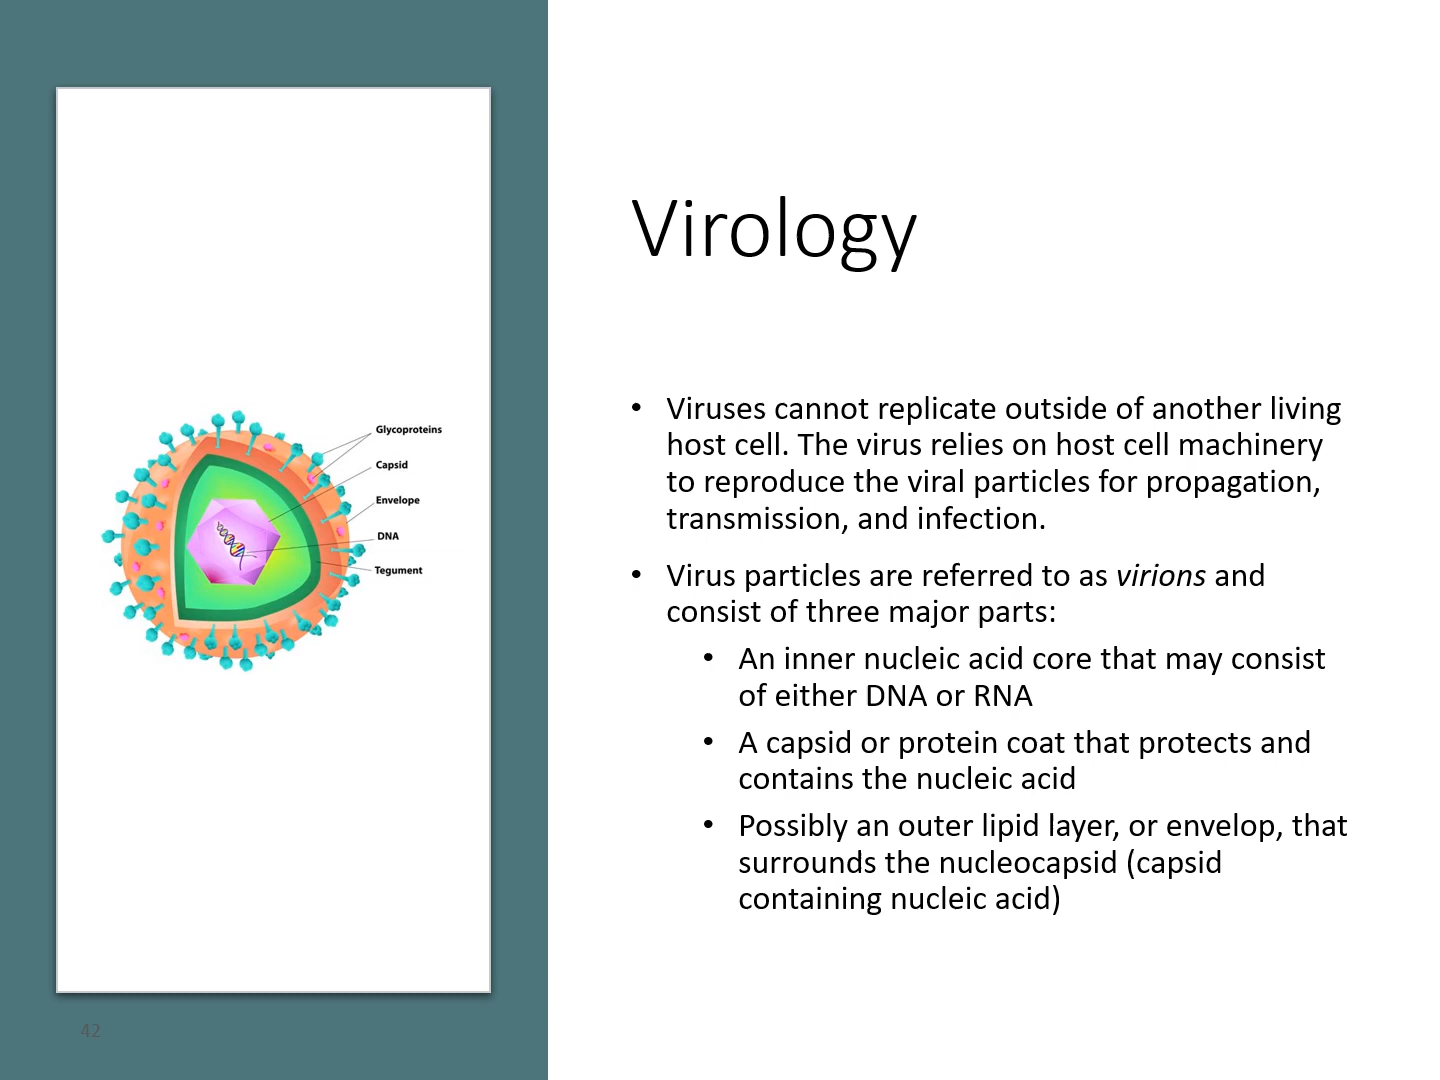 Virology
Glycoproteins
Capsid
Envelope
DNA
Tegument
• Viruses cannot replicate outside of another living
host cell. The virus relies on host cell machinery
to reproduce the viral particles for propagation,
transmission, and infection.
• Virus particles are referred to as virions and
consist of three major parts:
• An inner nucleic acid core that may consist
of either DNA or RNA
• A capsid or protein coat that protects and
contains the nucleic acid
• Possibly an outer lipid layer, or envelop, that
surrounds the nucleocapsid (capsid
containing nucleic acid)
42